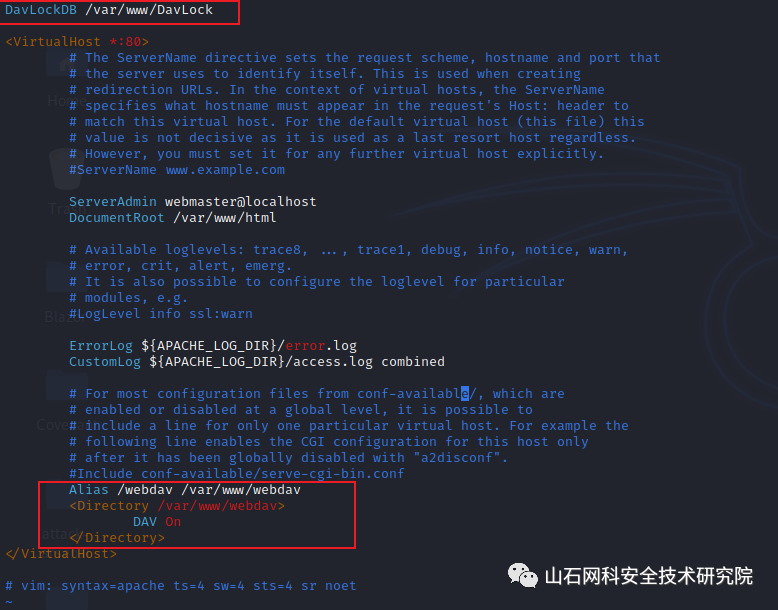 DavLockDB /var/www/DavLock
<VirtualHost *:80>
# The ServerName directive sets the request scheme, hostname and port that
# the server uses to identify itself. This is used when creating
# redirection URLs. In the context of virtual hosts, the ServerName
# specifies what hostname must appear in the request's Host: header to
# match this virtual host. For the default virtual host (this file) this
# value is not decisive as it is used as a last resort host regardless.
# However, you must set it for any further virtual host explicitly.
#ServerName www.example.com
ServerAdmin webmaster@localhost
DocumentRoot /var/www/html
# Available loglevels: trace8, ..., trace1, debug, info, notice, warn,
# error, crit, alert, emerg.
# It is also possible to configure the loglevel for particular
# modules, e.g.
#LogLevel info ssl:warn
ErrorLog ${APACHE_LOG_DIR}/error.log
CustomLog ${APACHE_LOG_DIR}/access.log combined
# For most configuration files from conf-available/, which are
# enabled or disabled at a global level, it is possible to
# include a line for only one particular virtual host. For example the
# following line enables the CGI configuration for this host only
# after it has been globally disabled with "a2disconf".
#Include conf-available/serve-cgi-bin.conf
Alias /webdav /var/www/webdav
<Directory /var/www/webdav>
DAV On
</Directory>
</VirtualHost>
# vim: syntax=apache ts=4 sw=4 sts=4 sr noet
~
山石网科安全技术研究院